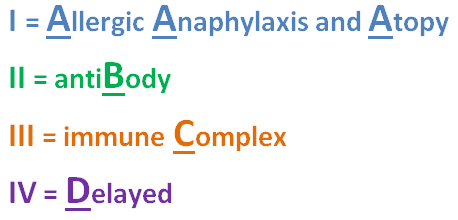 I = Allergic Anaphylaxis and Atopy
II = antiBody
III = immune Complex
IV = Delayed